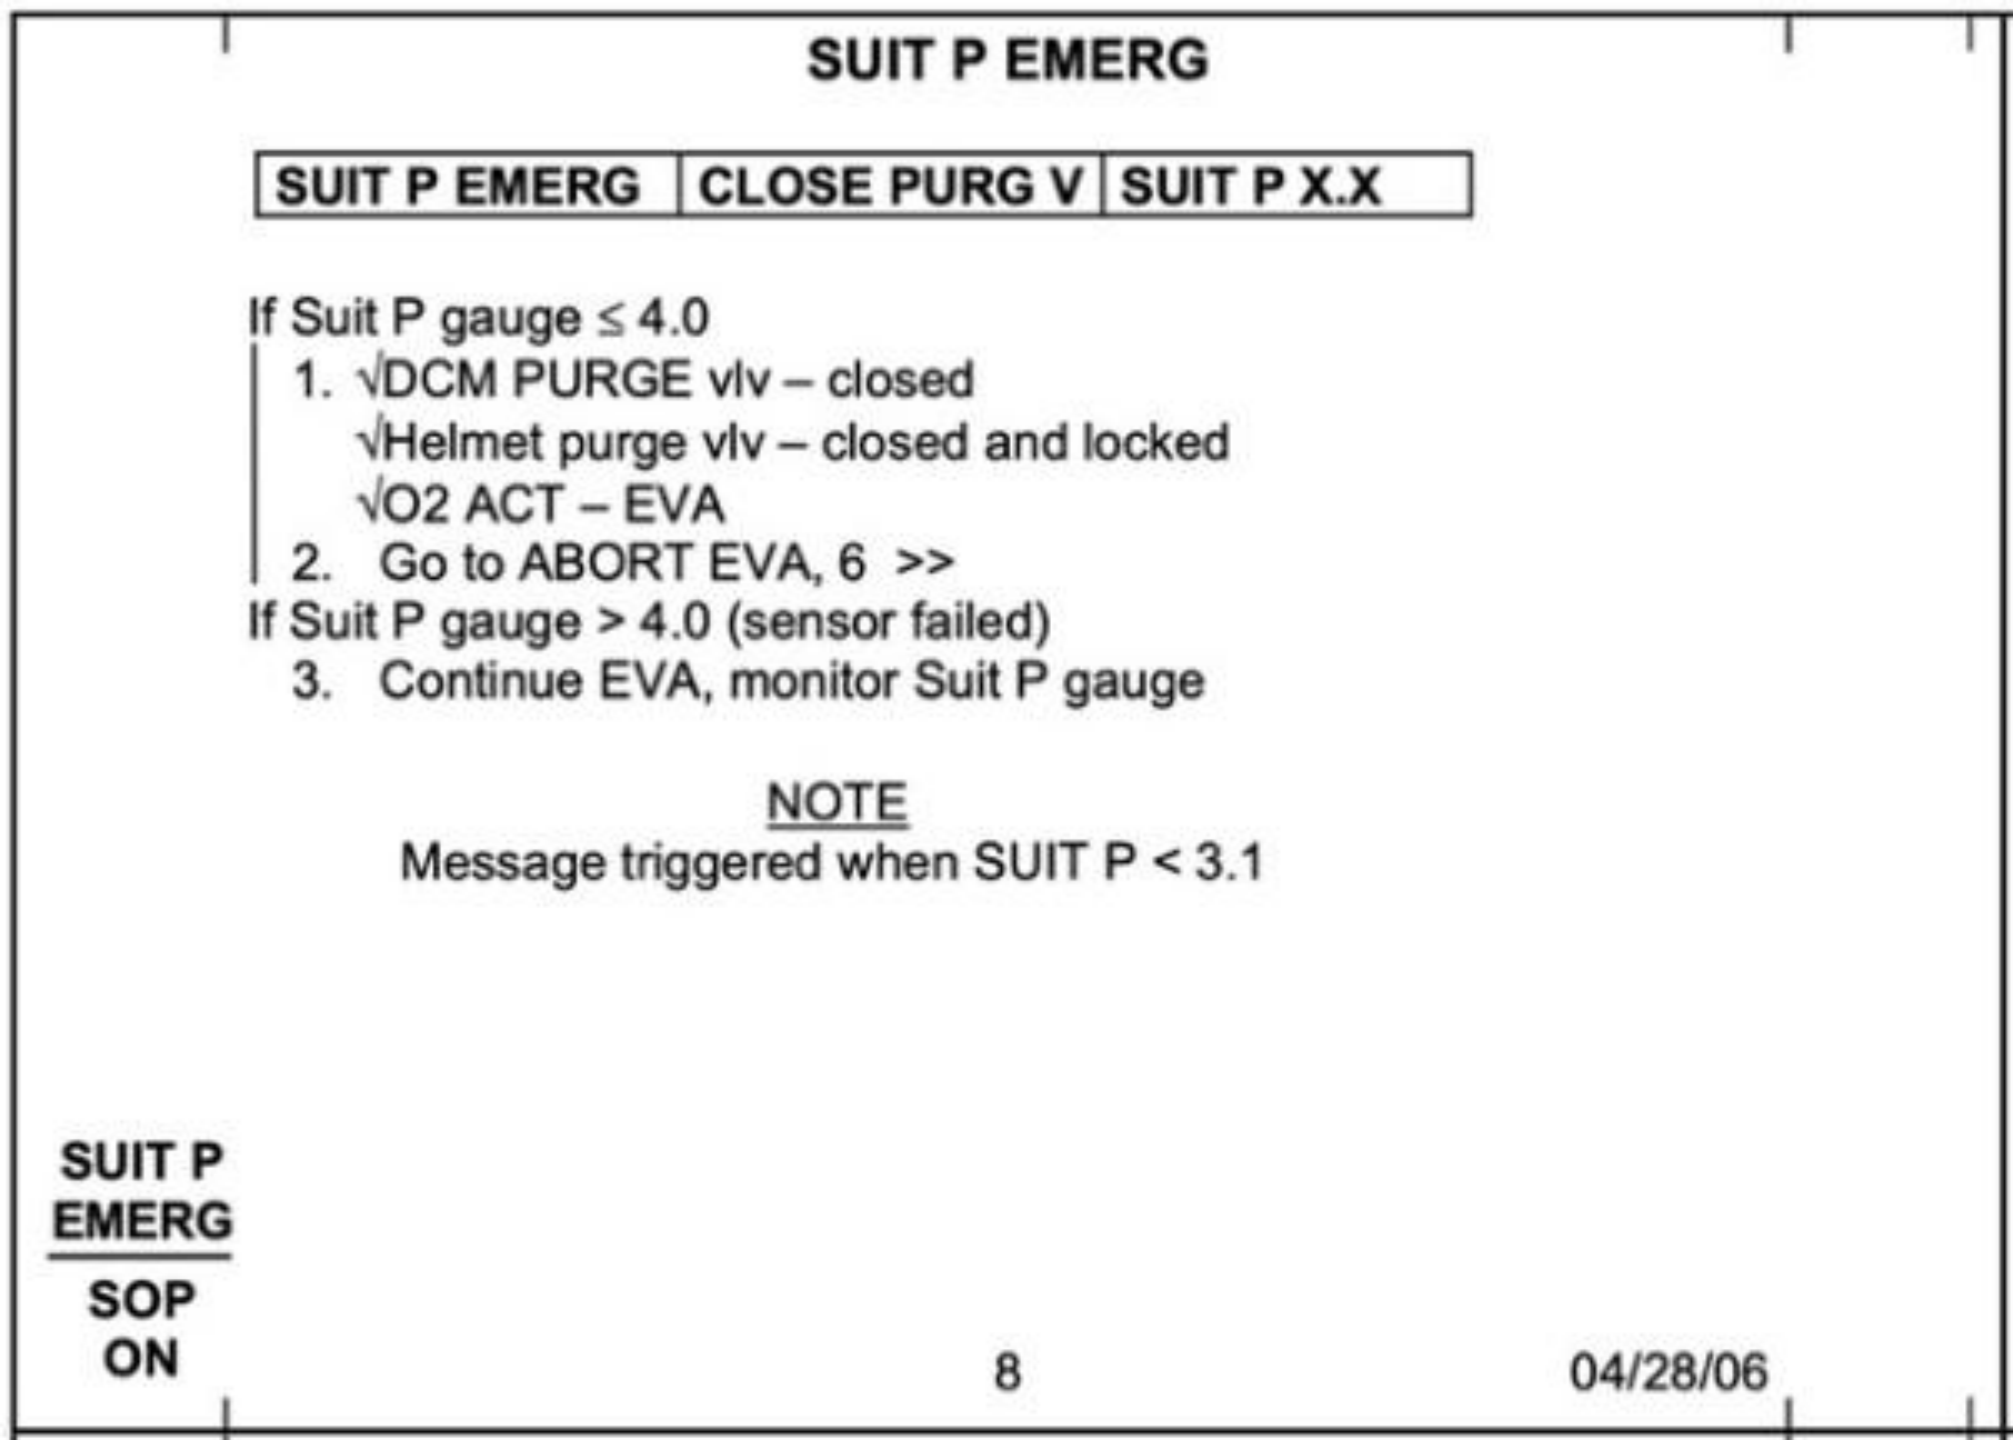 SUIT P EMERG
SUIT P EMERG CLOSE PURG V SUIT P X.X
If Suit P gauge ≤ 4.0
1. √DCM PURGE vlv – closed
√Helmet purge vlv – closed and locked
√O2 ACT – EVA
2. Go to ABORT EVA, 6 >>
If Suit P gauge > 4.0 (sensor failed)
3. Continue EVA, monitor Suit P gauge
NOTE
Message triggered when SUIT P < 3.1
SUIT P
EMERG
SOP
ON
8
04/28/06